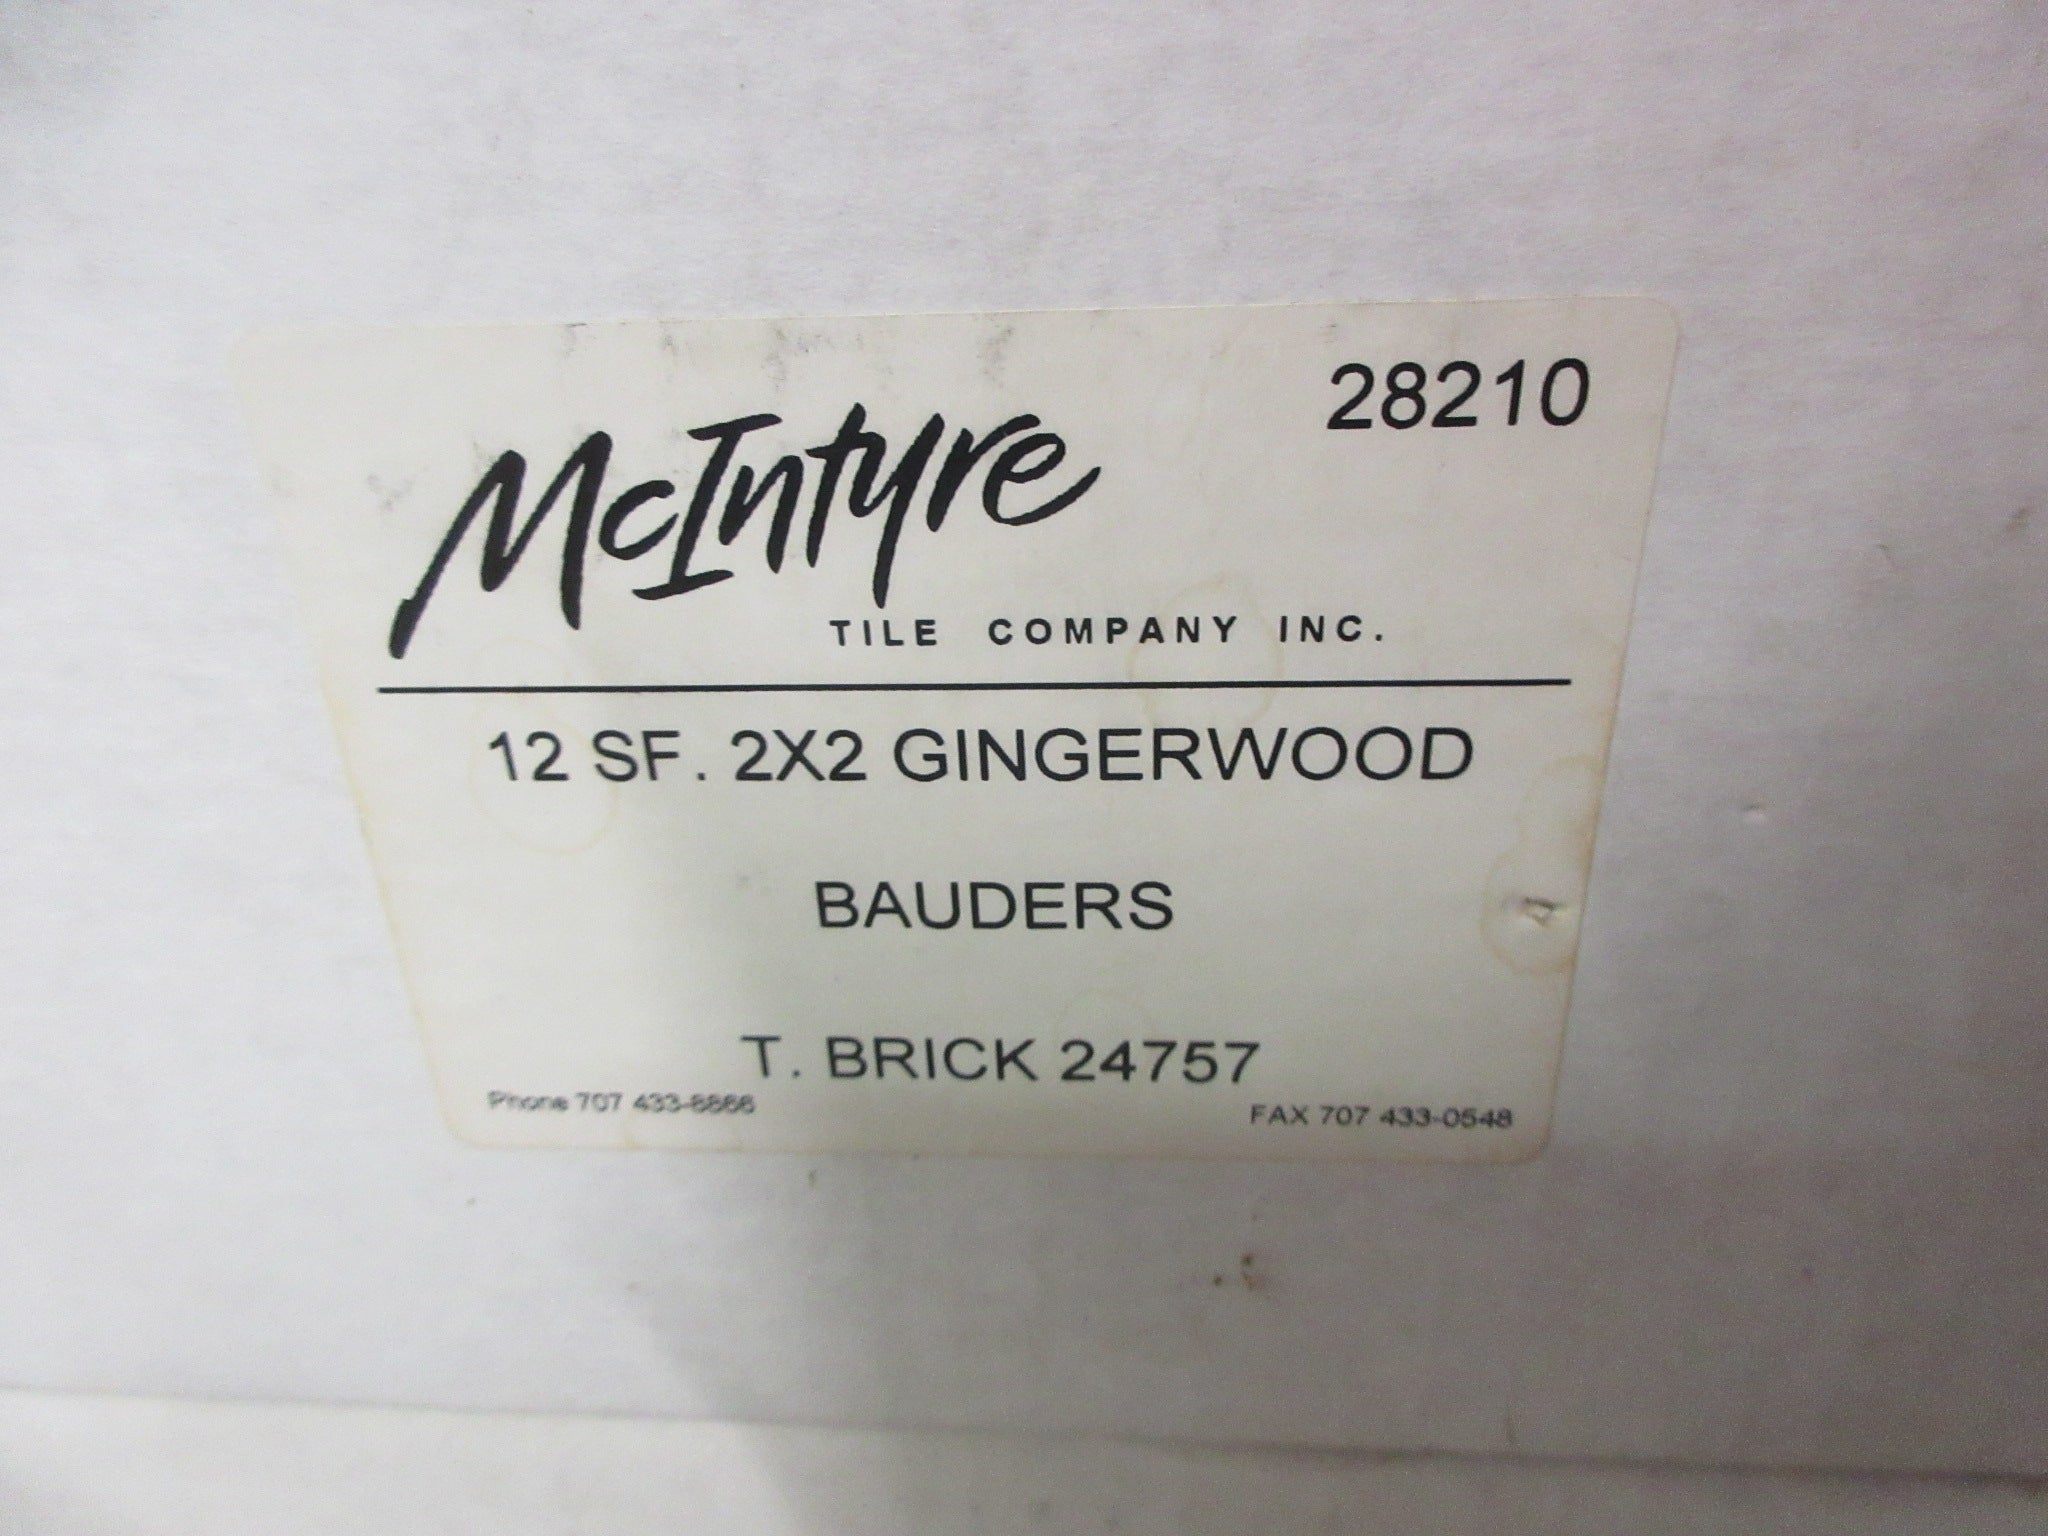 28210
McIntyre
TILE COMPANY INC.
12 SF. 2X2 GINGERWOOD
BAUDERS
T. BRICK 24757
Phone 707 433-8866
FAX 707 433-0548